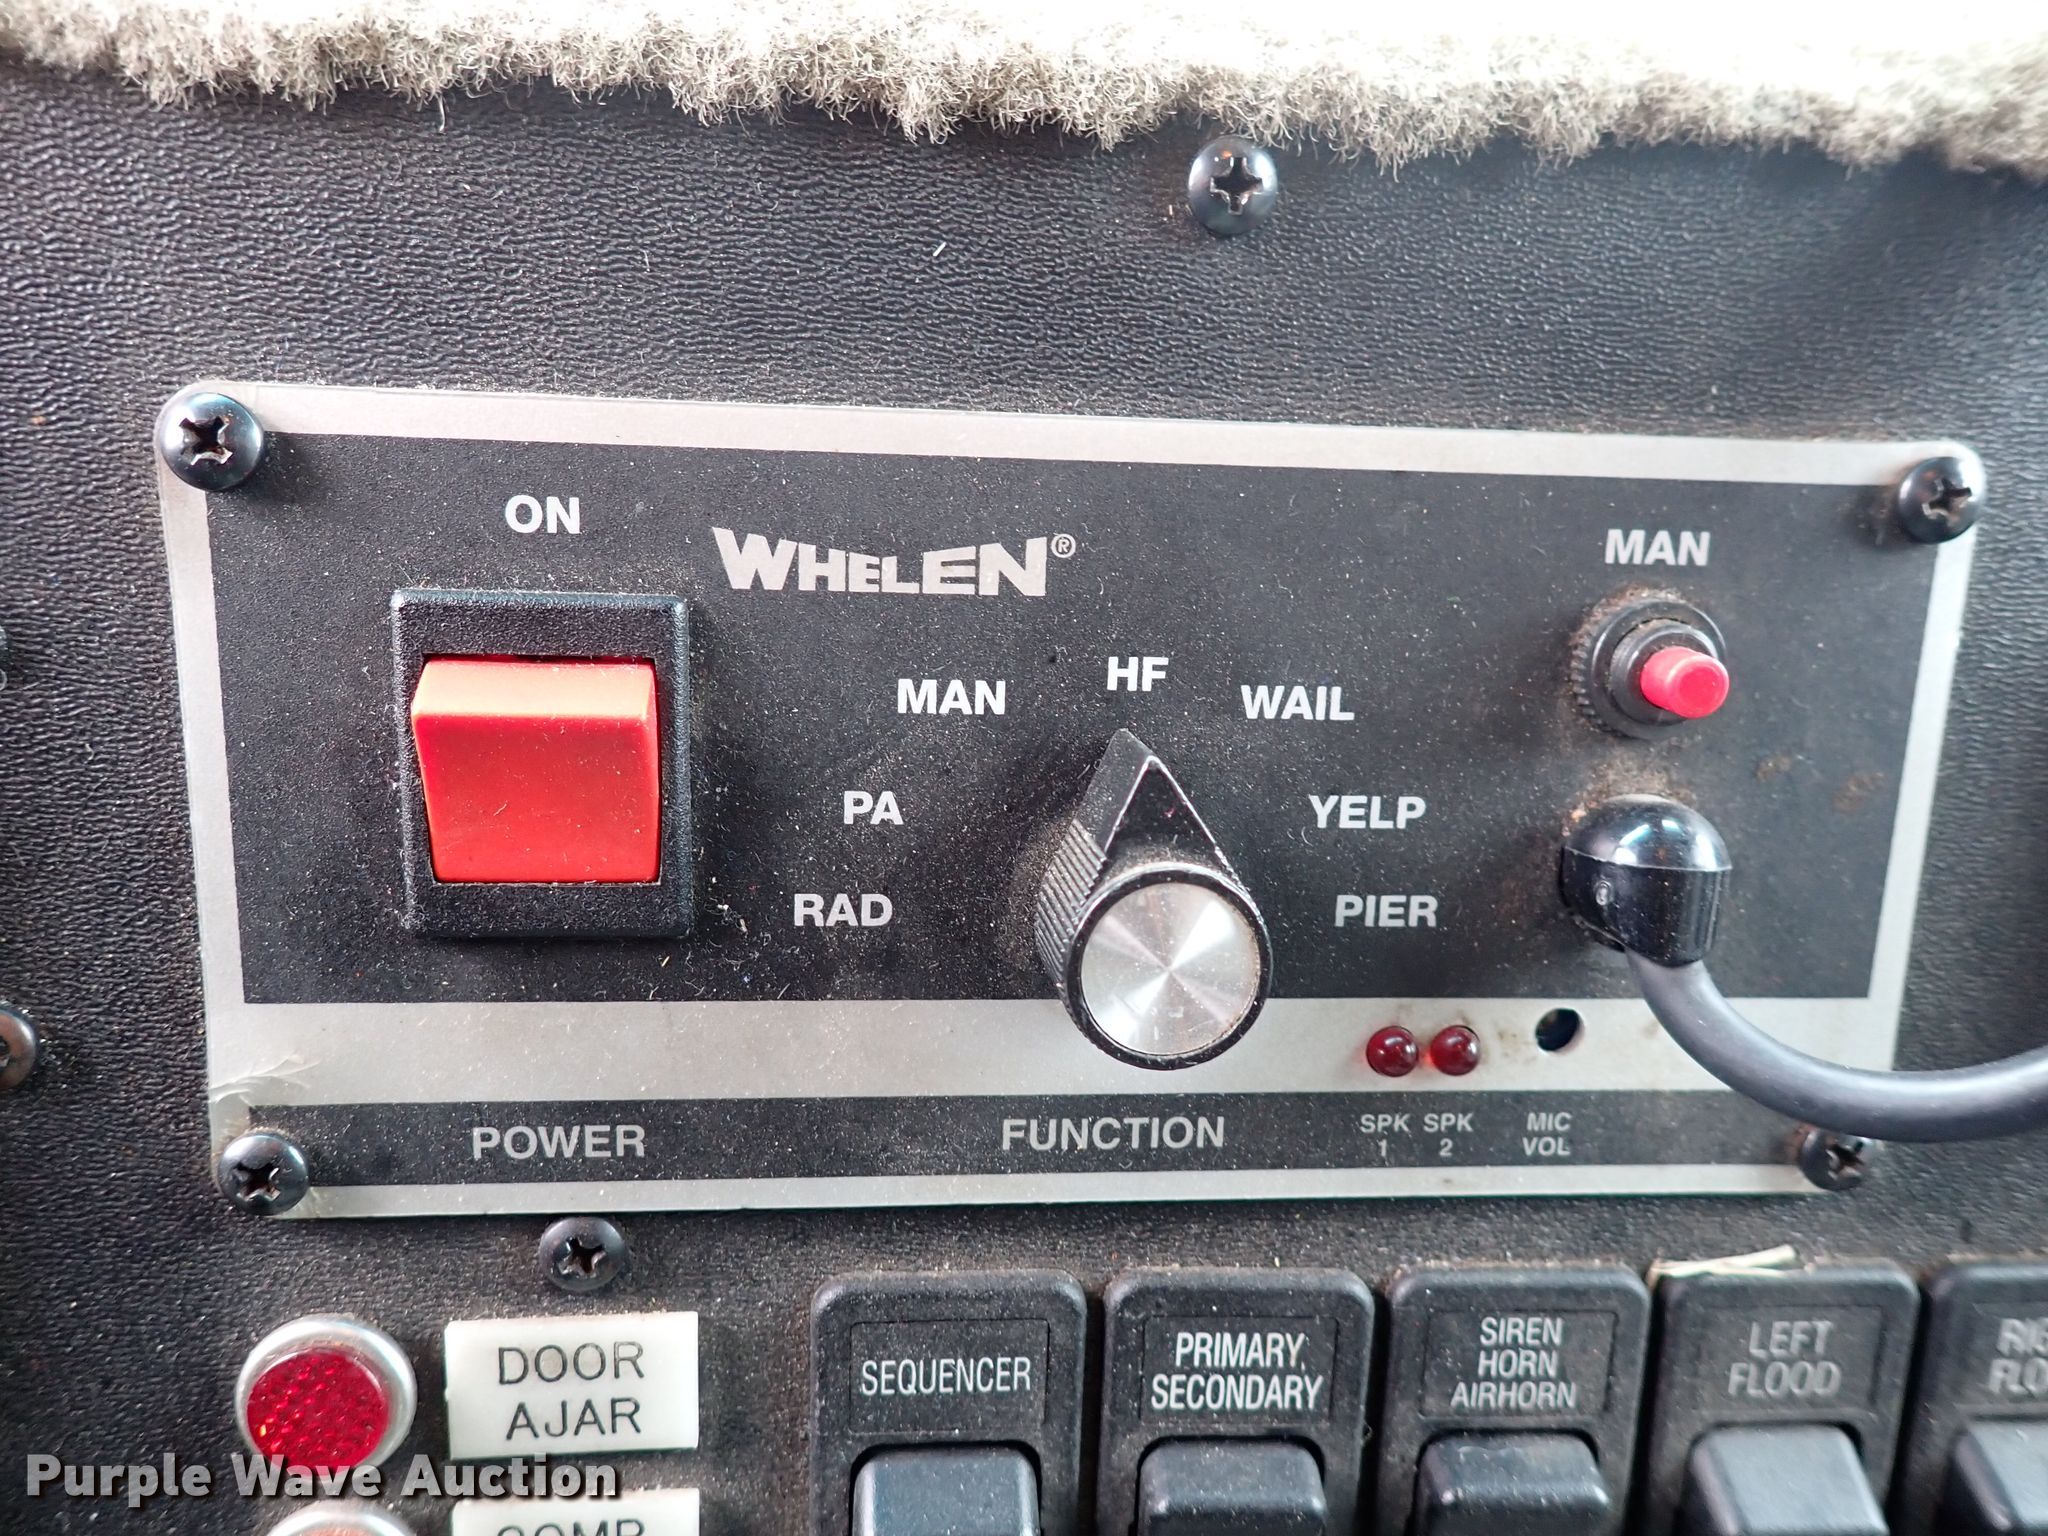 ON
WHELEN®
MAN
MAN
HF
WAIL
PA
YELP
RAD
PIER
POWER
FUNCTION
SPK
1
SPK
2
MIC
VOL
DOOR
AJAR
SEQUENCER
PRIMARY
SECONDARY
SIREN
HORN
AIRHORN
LEFT
FLOOD
Purple Wave Auction